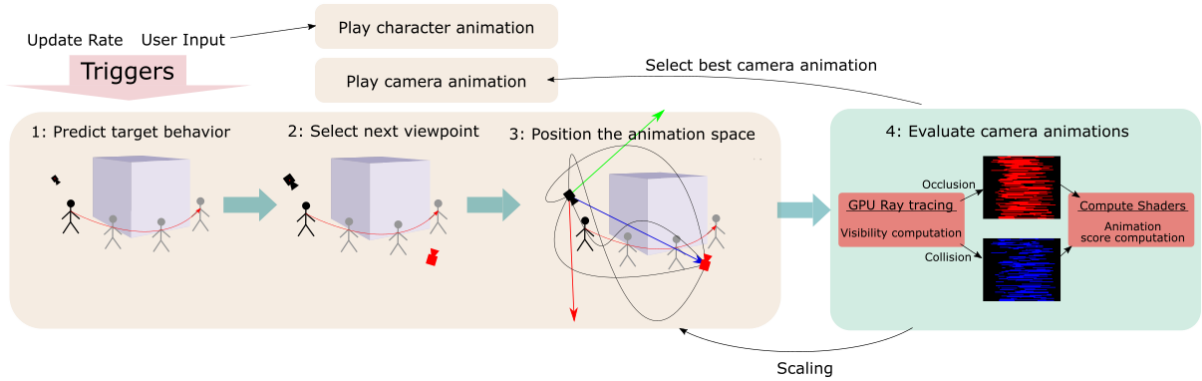 Update Rate
User Input
Triggers
Play character animation
Play camera animation
Select best camera animation
1: Predict target behavior
2: Select next viewpoint
3: Position the animation space
4: Evaluate camera animations
GPU Ray tracing
Visibility computation
Occlusion
Collision
Compute Shaders
Animation
score computation
Scaling